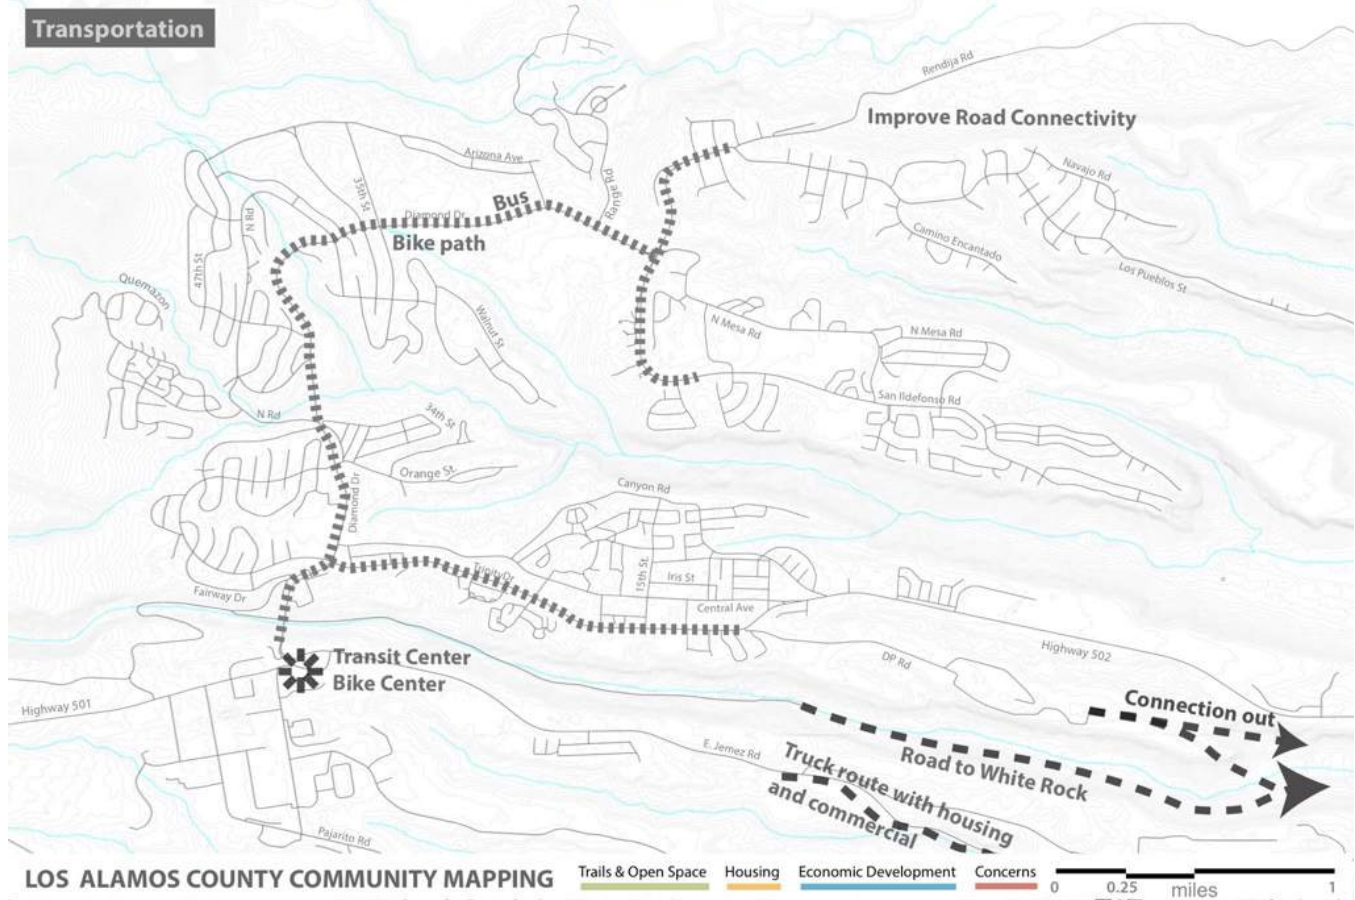 Transportation
Rendija Rd
Improve Road Connectivity
Arizona Ave
Navajo Rd
35th St
Range Rd
Bus
Diamond Dr
N Rd
Bike path
Camino Encantado
47th St
Los Pueblos St
Quemazon
Walnut St
N Mesa Rd
N Mesa Rd
San Ildefonso Rd
N Rd
34th St
Orange St.
Diamond Dr
Canyon Rd
Trinity Dr
15th St.
Iris St
Fairway Dr
Central Ave
Highway 502
Transit Center
Bike Center
DP Rd
Highway 501
Connection out
E. Jemez Rd
Road to White Rock
Truck route with housing
and commercial
Pajarito Rd
LOS ALAMOS COUNTY COMMUNITY MAPPING
Trails & Open Space
Housing
Economic Development
Concerns
0 0.25 miles 1